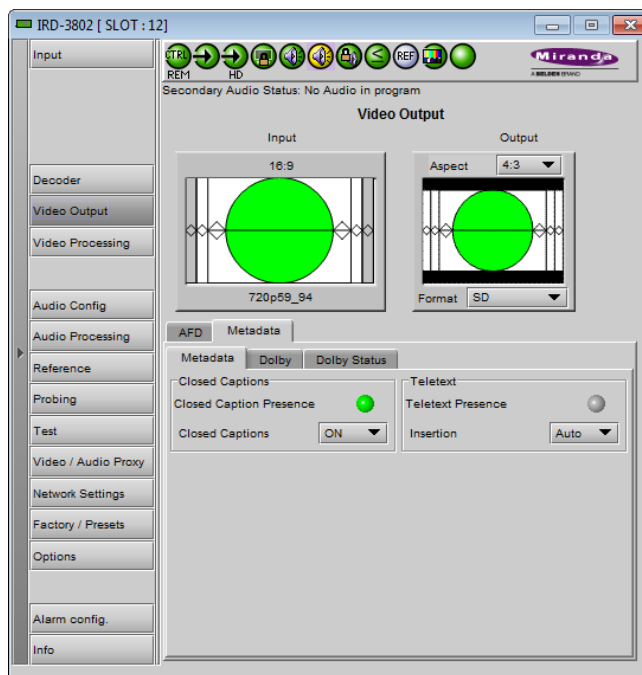 IRD-3802 [ SLOT : 12]
Input
Decoder
Video Output
Video Processing
Audio Config
Audio Processing
Reference
Probing
Test
Video / Audio Proxy
Network Settings
Factory / Presets
Options
Alarm config.
Info
CTRL
REF
REM
HD
Miranda
A BELDEN BRAND
Secondary Audio Status: No Audio in program
Video Output
Input
Output
16:9
Aspect
4:3
720p59_94
Format
SD
AFD
Metadata
Metadata
Dolby
Dolby Status
Closed Captions
Teletext
Closed Caption Presence
Teletext Presence
Closed Captions
ON
Insertion
Auto